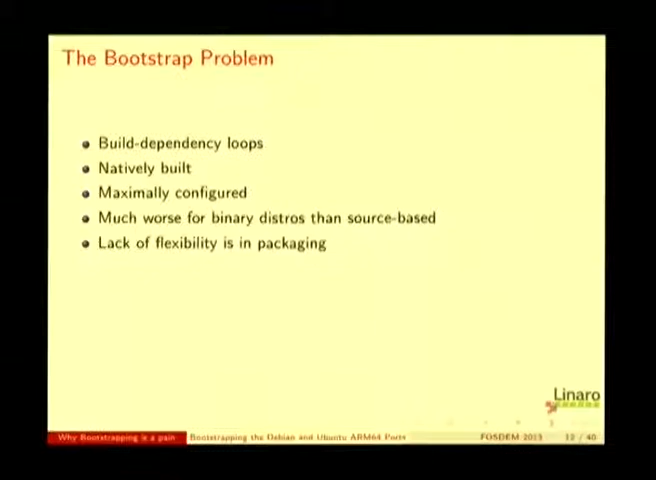 The Bootstrap Problem
Build-dependency loops
Natively built
Maximally configured
Much worse for binary distros than source-based
Lack of flexibility is in packaging
Linaro
Why Bootstrapping is a pain
Bootstrapping the Debian and Ubuntu ARM64 Ports
FOSDEM 2013
12 / 40